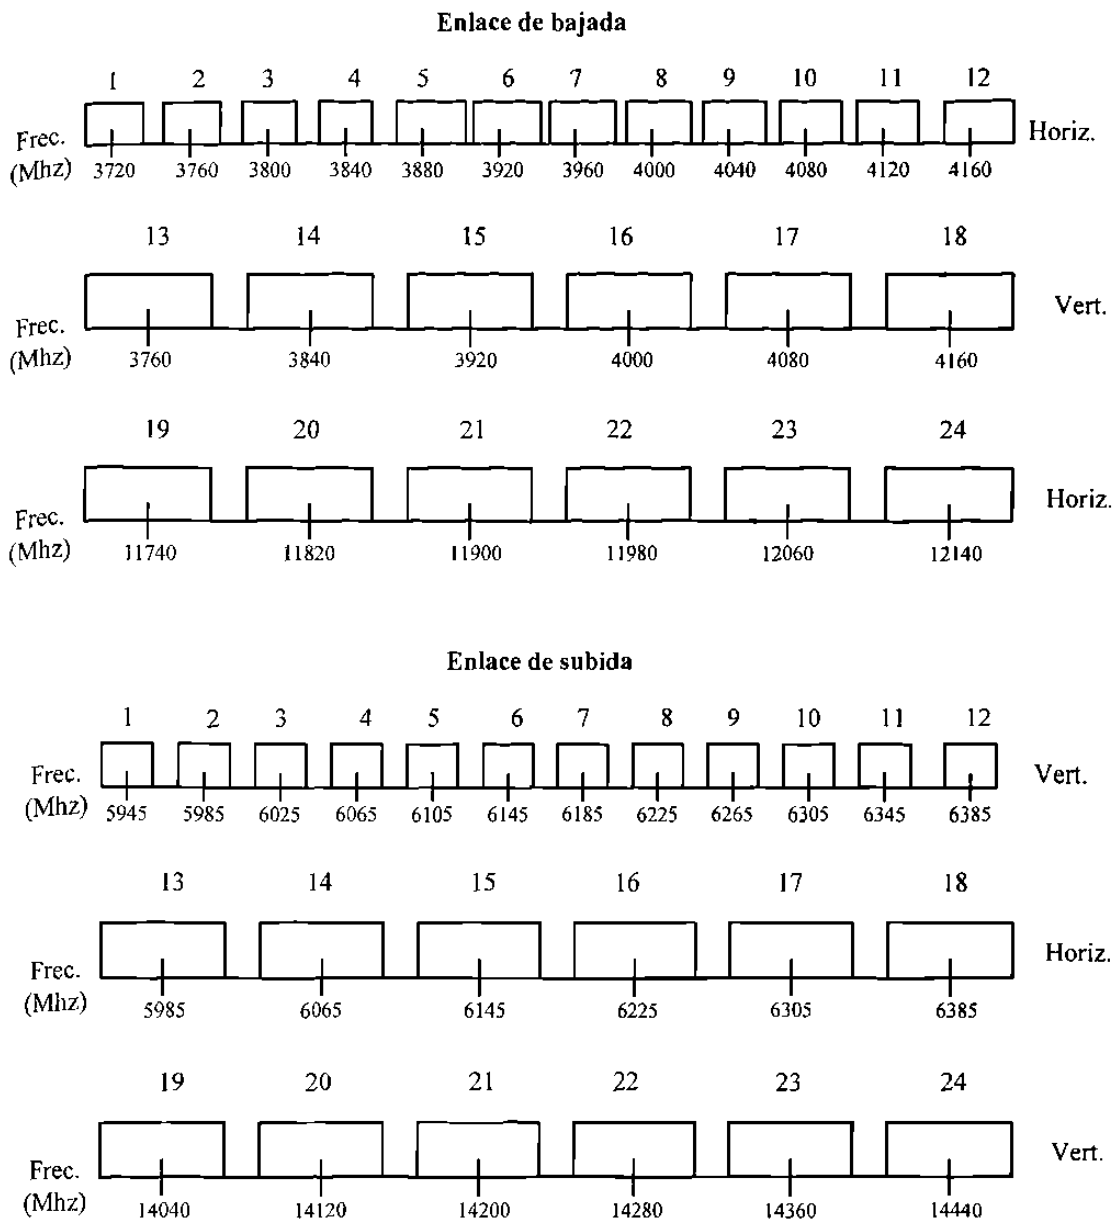 Enlace de bajada
1 2 3 4 5 6 7 8 9 10 11 12
Frec. Horiz.
(Mhz) 3720 3760 3800 3840 3880 3920 3960 4000 4040 4080 4120 4160
13 14 15 16 17 18
Frec. Vert.
(Mhz) 3760 3840 3920 4000 4080 4160
19 20 21 22 23 24
Frec. Horiz.
(Mhz) 11740 11820 11900 11980 12060 12140
Enlace de subida
1 2 3 4 5 6 7 8 9 10 11 12
Frec. Vert.
(Mhz) 5945 5985 6025 6065 6105 6145 6185 6225 6265 6305 6345 6385
13 14 15 16 17 18
Frec. Horiz.
(Mhz) 5985 6065 6145 6225 6305 6385
19 20 21 22 23 24
Frec. Vert.
(Mhz) 14040 14120 14200 14280 14360 14440